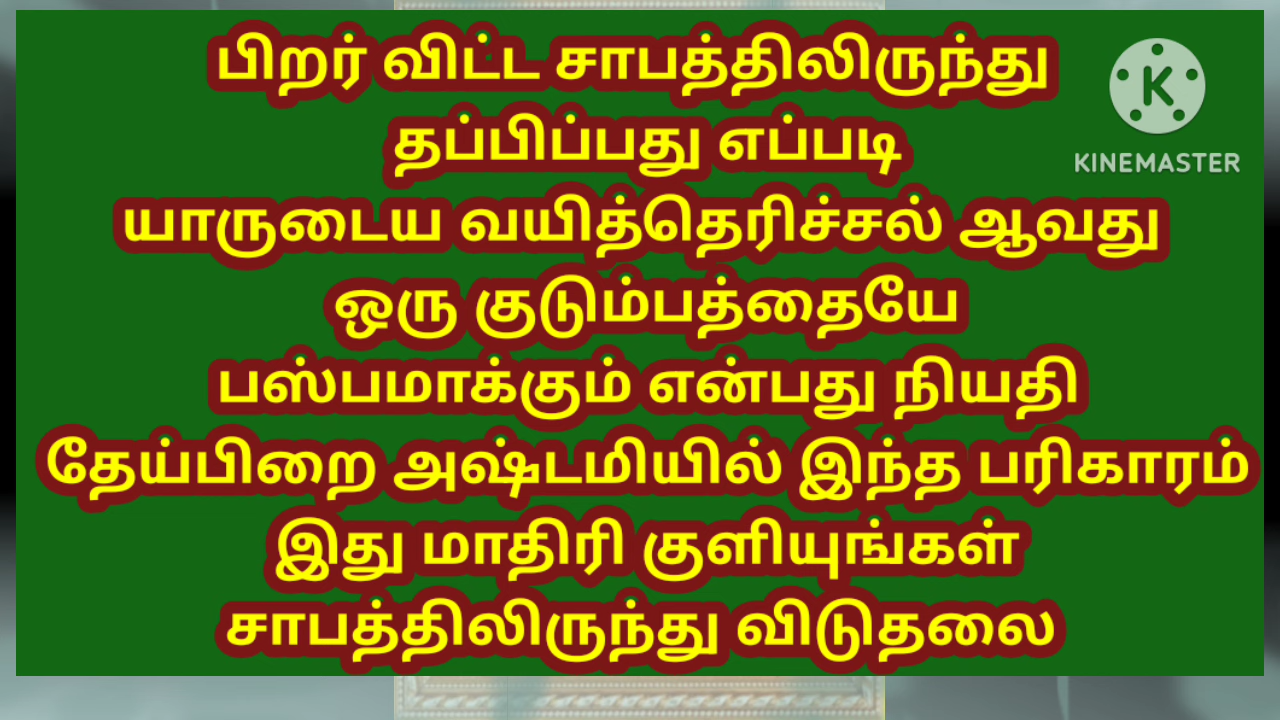 பிறர் விட்ட சாபத்திலிருந்து
தப்பிப்பது எப்படி
யாருடைய வயித்தெரிச்சல் ஆவது
ஒரு குடும்பத்தையே
பஸ்பமாக்கும் என்பது நியதி
தேய்பிறை அஷ்டமியில் இந்த பரிகாரம்
இது மாதிரி குளியுங்கள்
சாபத்திலிருந்து விடுதலை
K
KINEMASTER